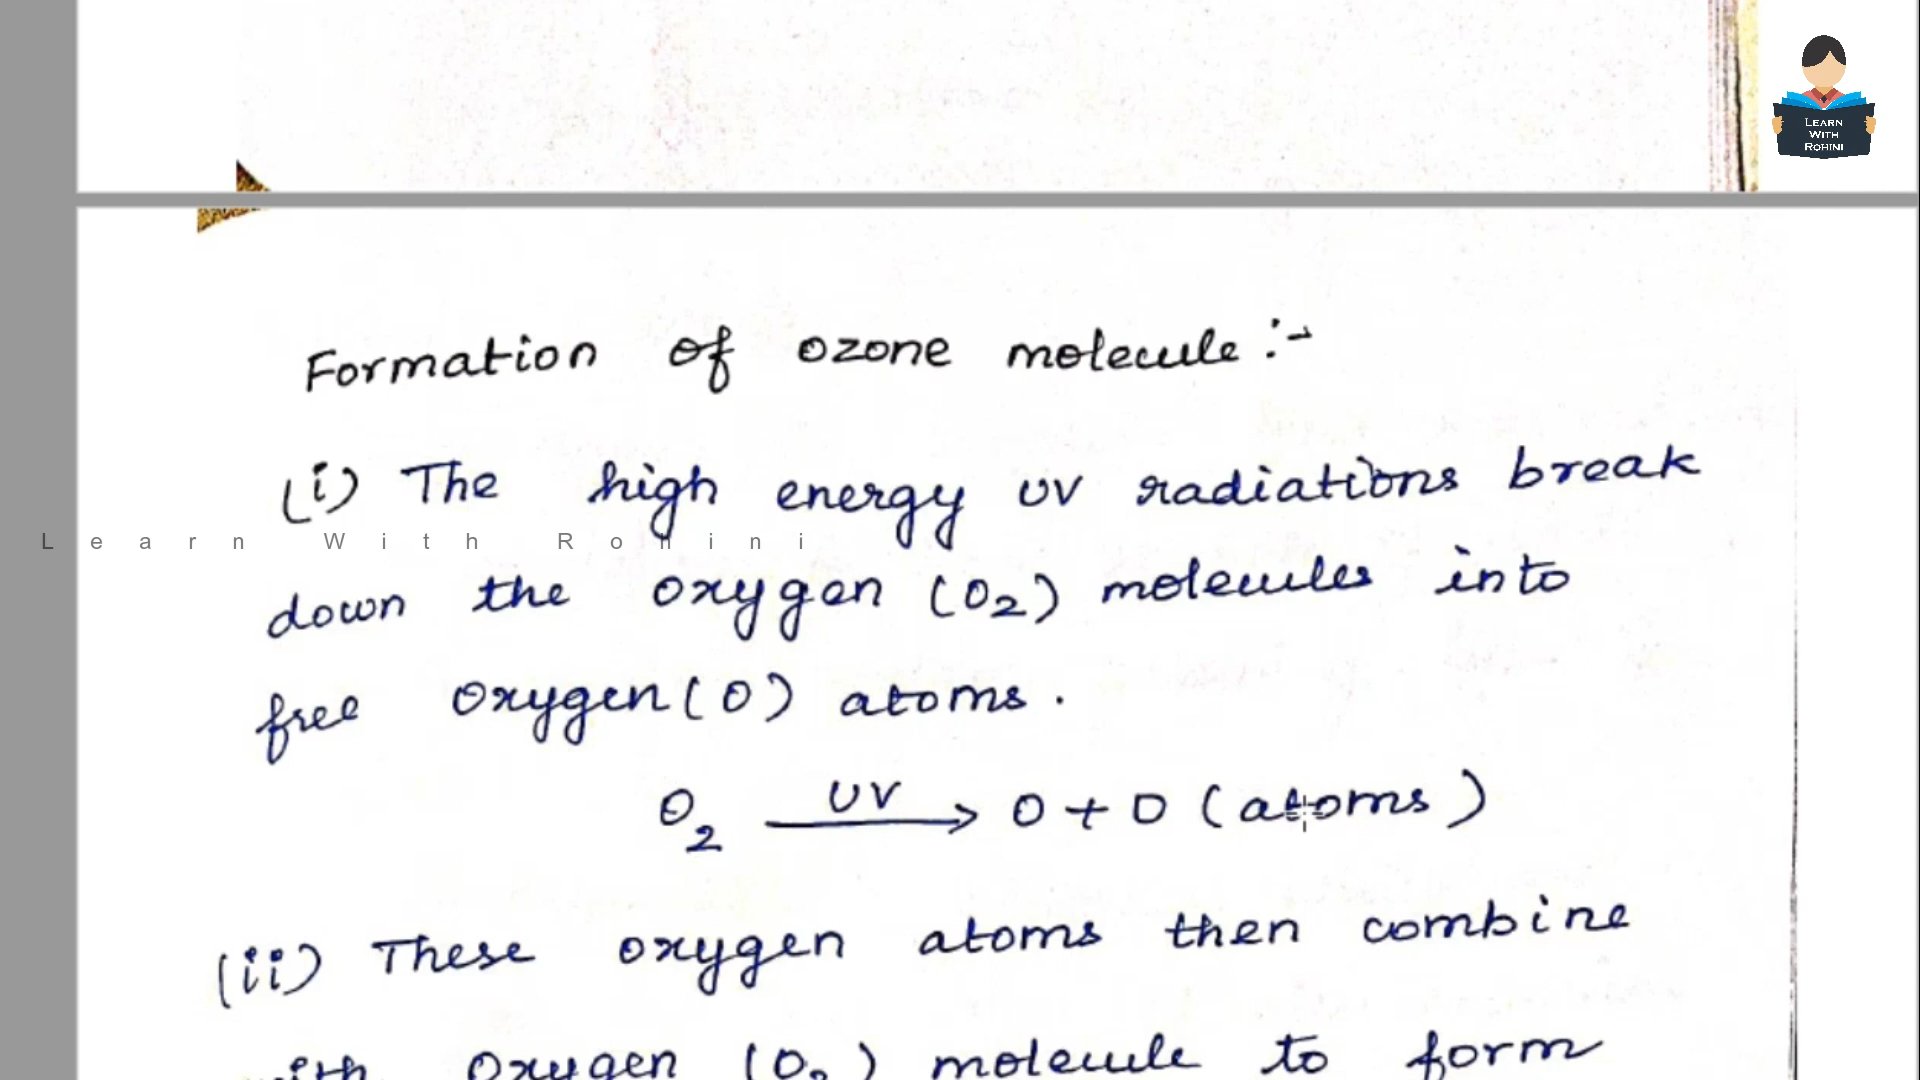 LEARN
WITH
ROHINI
Formation of ozone molecule :-
(i) The high energy UV radiations break
Learn With Rohini
down the oxygen (O2) molecules into
free oxygen (O) atoms.
O2 —UV→ O + O (atoms)
(ii) These oxygen atoms then combine
with oxygen (O2) molecule to form